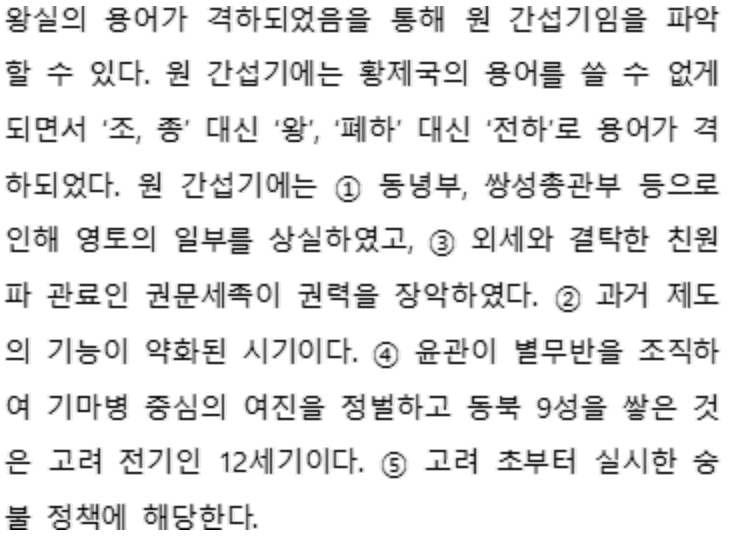 왕실의 용어가 격하되었음을 통해 원 간섭기임을 파악
할 수 있다. 원 간섭기에는 황제국의 용어를 쓸 수 없게
되면서 ‘조, 종’ 대신 ‘왕’, ‘폐하’ 대신 ‘전하’로 용어가 격
하되었다. 원 간섭기에는 ① 동녕부, 쌍성총관부 등으로
인해 영토의 일부를 상실하였고, ③ 외세와 결탁한 친원
파 관료인 권문세족이 권력을 장악하였다. ② 과거 제도
의 기능이 약화된 시기이다. ④ 윤관이 별무반을 조직하
여 기마병 중심의 여진을 정벌하고 동북 9성을 쌓은 것
은 고려 전기인 12세기이다. ⑤ 고려 초부터 실시한 숭
불 정책에 해당한다.